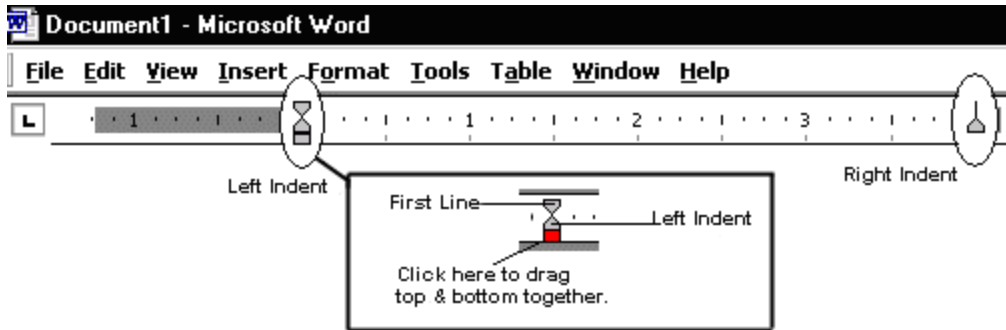 Document1 - Microsoft Word
File Edit View Insert Format Tools Table Window Help
L 1 1 2 3
Left Indent
Right Indent
First Line
Left Indent
Click here to drag
top & bottom together.